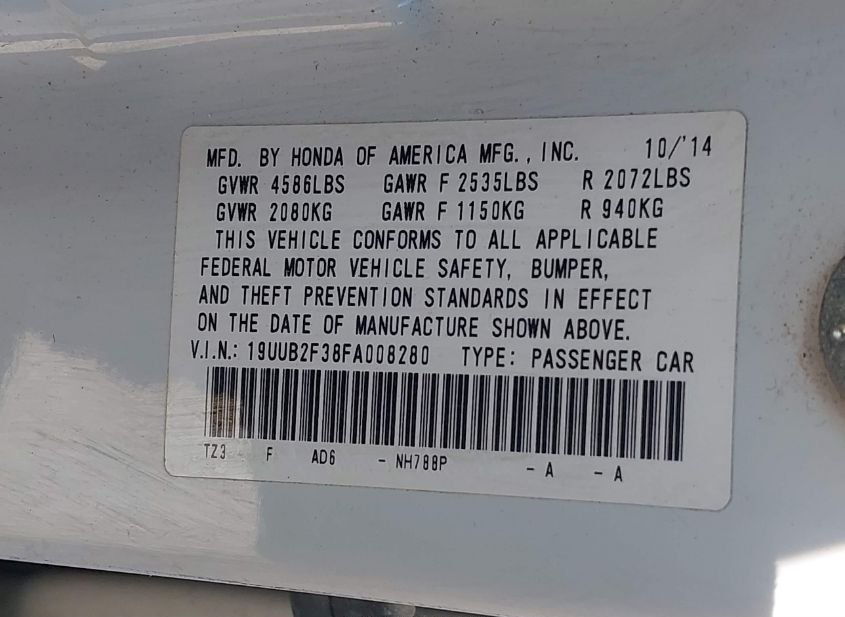 MFD. BY HONDA OF AMERICA MFG., INC. 10/'14
GVWR 4586LBS GAWR F 2535LBS R 2072LBS
GVWR 2080KG GAWR F 1150KG R 940KG
THIS VEHICLE CONFORMS TO ALL APPLICABLE
FEDERAL MOTOR VEHICLE SAFETY, BUMPER,
AND THEFT PREVENTION STANDARDS IN EFFECT
ON THE DATE OF MANUFACTURE SHOWN ABOVE.
V.I.N.: 19UUB2F38FA008280 TYPE: PASSENGER CAR
TZ3 F AD6 - NH788P - A - A